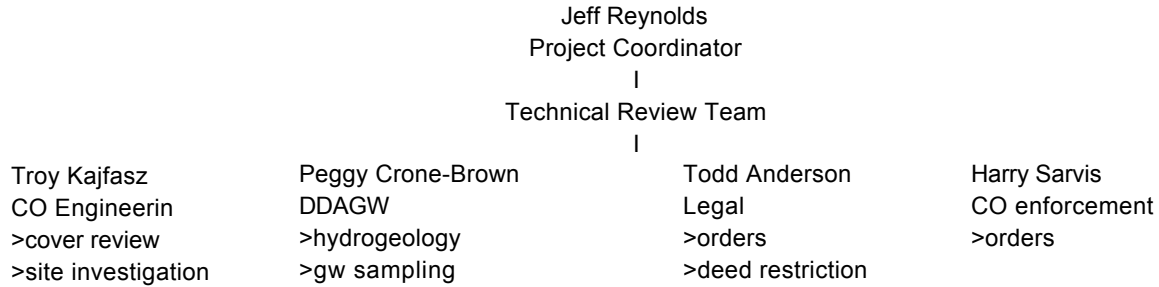 Jeff Reynolds
Project Coordinator
I
Technical Review Team
I
Troy Kajfasz
CO Engineerin
>cover review
>site investigation
Peggy Crone-Brown
DDAGW
>hydrogeology
>gw sampling
Todd Anderson
Legal
>orders
>deed restriction
Harry Sarvis
CO enforcement
>orders